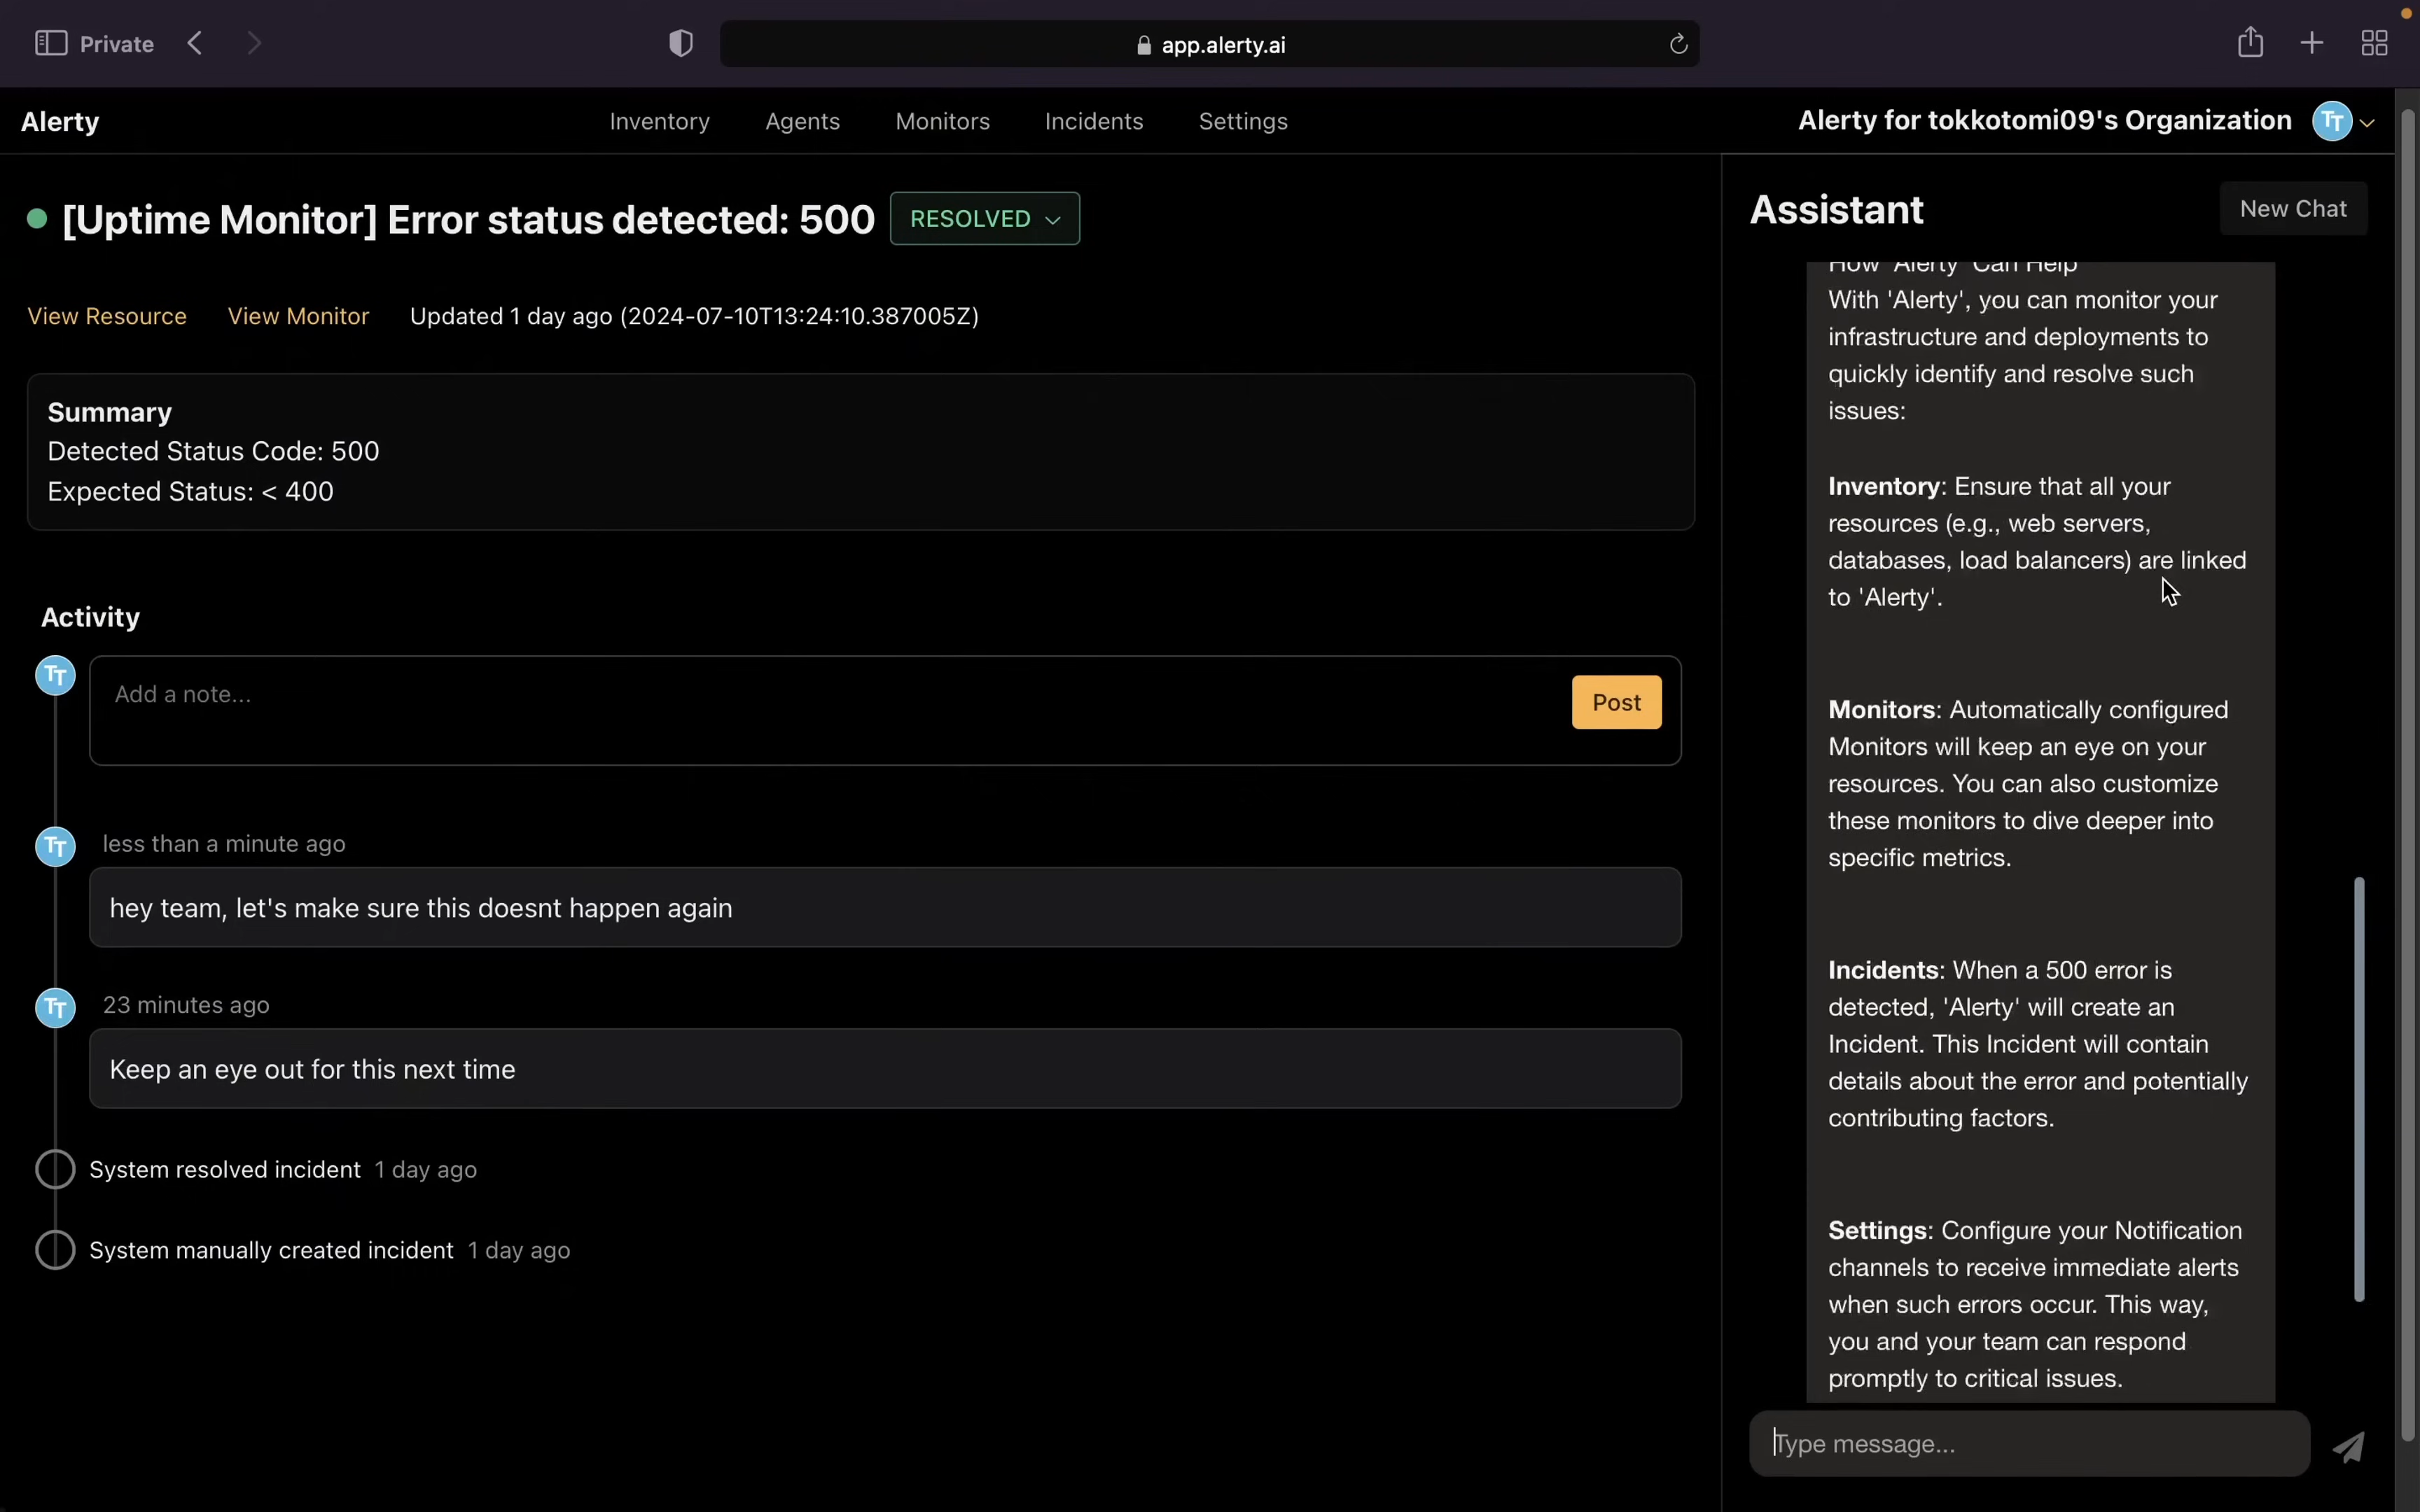 Private
app.alerty.ai
Alerty
Inventory
Agents
Monitors
Incidents
Settings
Alerty for tokkotomi09's Organization
TT
[Uptime Monitor] Error status detected: 500
RESOLVED
View Resource
View Monitor
Updated 1 day ago (2024-07-10T13:24:10.387005Z)
Summary
Detected Status Code: 500
Expected Status: < 400
Activity
TT
Add a note...
Post
TT
less than a minute ago
hey team, let's make sure this doesnt happen again
TT
23 minutes ago
Keep an eye out for this next time
System resolved incident 1 day ago
System manually created incident 1 day ago
Assistant
New Chat
How 'Alerty' Can Help
With 'Alerty', you can monitor your
infrastructure and deployments to
quickly identify and resolve such
issues:
Inventory: Ensure that all your
resources (e.g., web servers,
databases, load balancers) are linked
to 'Alerty'.
Monitors: Automatically configured
Monitors will keep an eye on your
resources. You can also customize
these monitors to dive deeper into
specific metrics.
Incidents: When a 500 error is
detected, 'Alerty' will create an
Incident. This Incident will contain
details about the error and potentially
contributing factors.
Settings: Configure your Notification
channels to receive immediate alerts
when such errors occur. This way,
you and your team can respond
promptly to critical issues.
Type message...